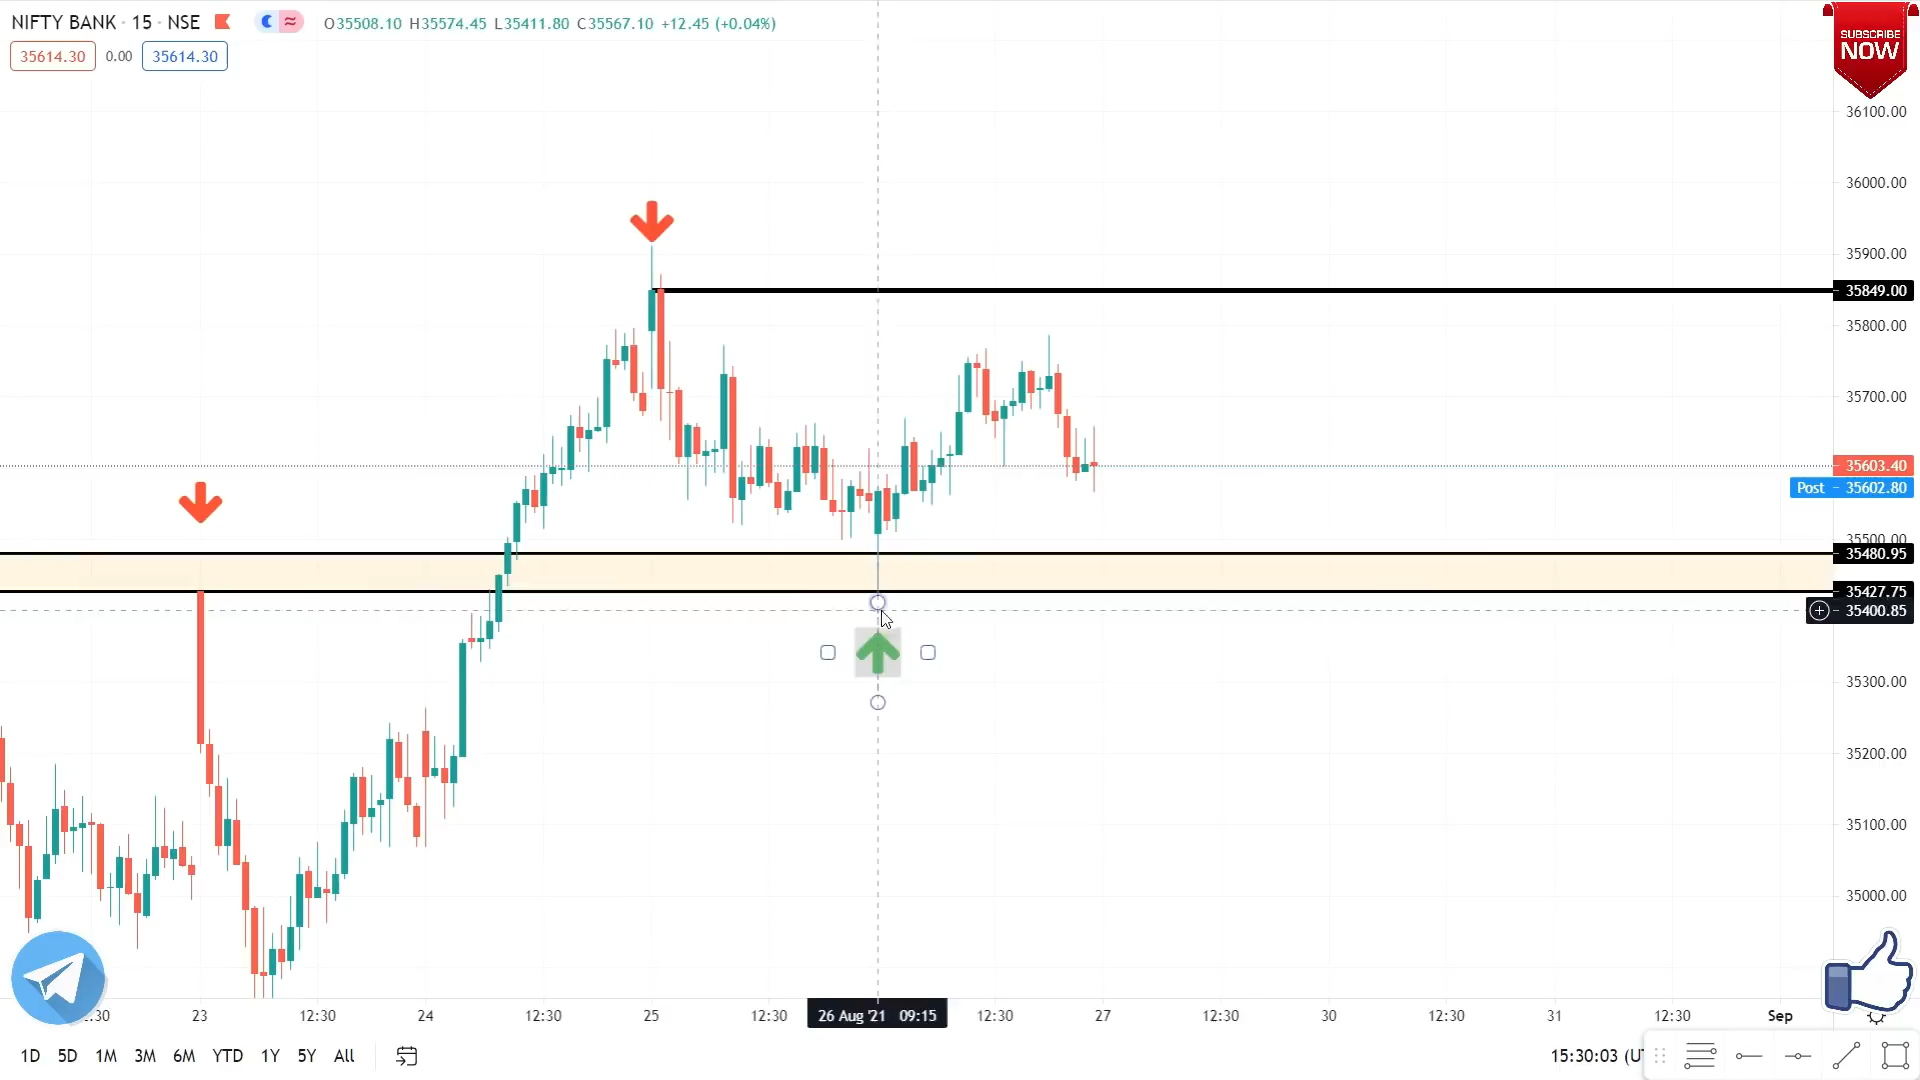 NIFTY BANK · 15 · NSE
O35508.10 H35574.45 L35411.80 C35567.10 +12.45 (+0.04%)
35614.30 0.00 35614.30
SUBSCRIBE
NOW
36100.00
36000.00
35900.00
35849.00
35800.00
35700.00
35603.40
Post 35602.80
35500.00
35480.95
35427.75
35400.85
35300.00
35200.00
35100.00
35000.00
:30 23 12:30 24 12:30 25 12:30 26 Aug '21 09:15 12:30 27 12:30 30 12:30 31 12:30 Sep
1D 5D 1M 3M 6M YTD 1Y 5Y All
15:30:03 (UT